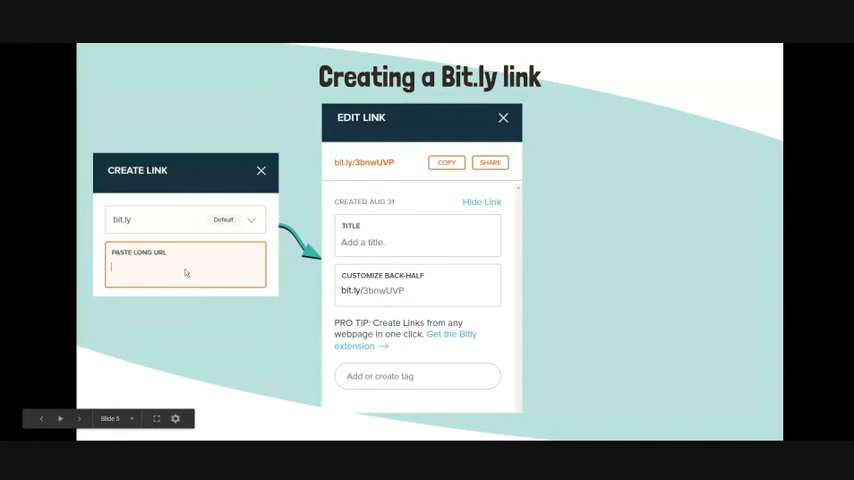 Creating a Bit.ly link
CREATE LINK
bit.ly Default
PASTE LONG URL
EDIT LINK
bit.ly/3bnwUVP COPY SHARE
CREATED AUG 31 Hide Link
TITLE
Add a title.
CUSTOMIZE BACK-HALF
bit.ly/3bnwUVP
PRO TIP: Create Links from any
webpage in one click. Get the Bitly
extension →
Add or create tag
Slide 5